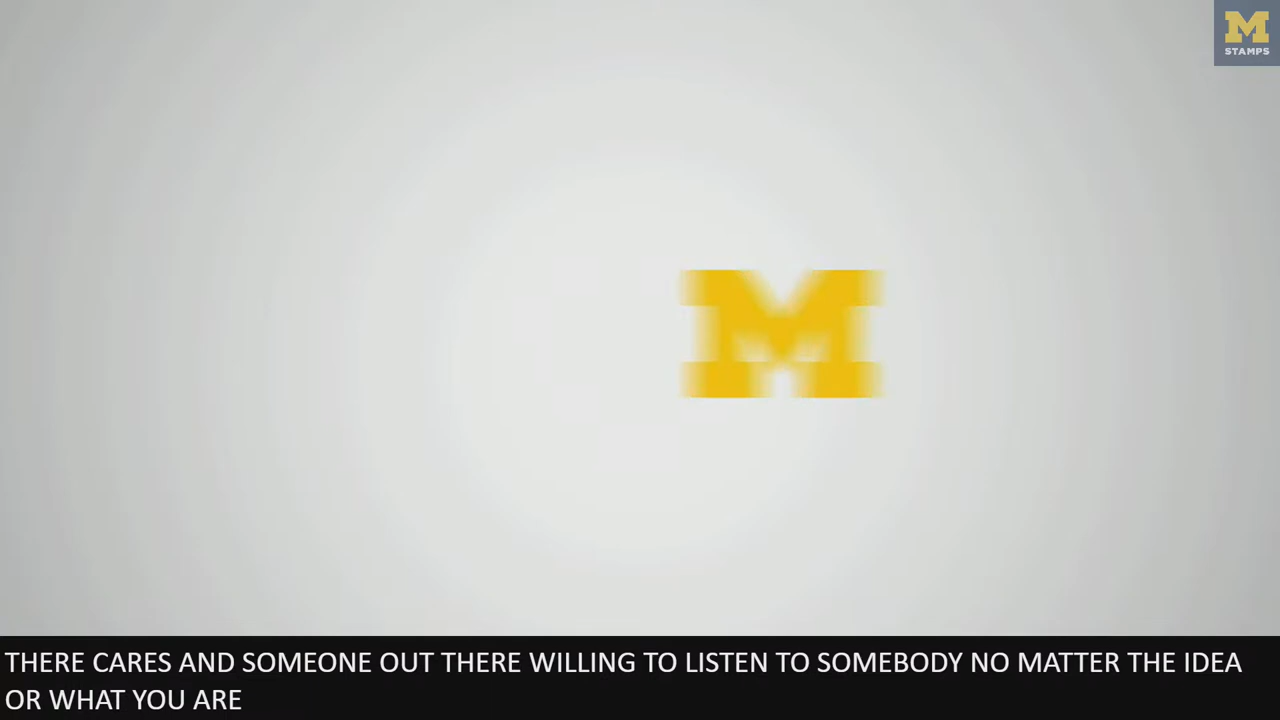 M
STAMPS
M
THERE CARES AND SOMEONE OUT THERE WILLING TO LISTEN TO SOMEBODY NO MATTER THE IDEA
OR WHAT YOU ARE